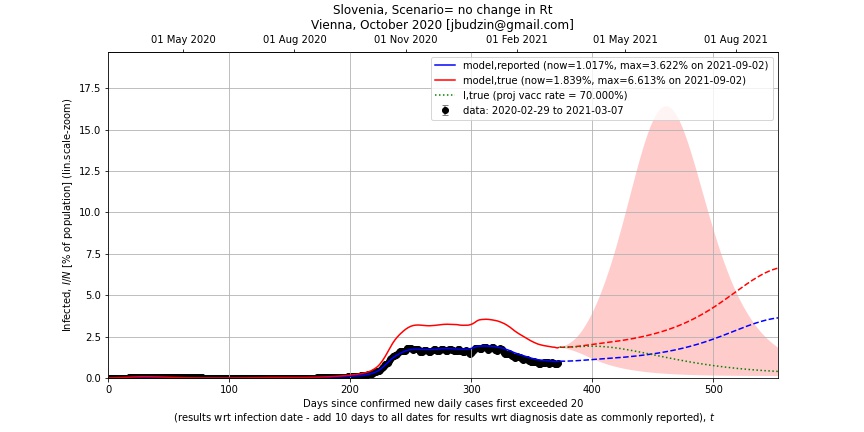 Slovenia, Scenario= no change in Rt
Vienna, October 2020 [jbudzin@gmail.com]
01 May 2020 01 Aug 2020 01 Nov 2020 01 Feb 2021 01 May 2021 01 Aug 2021
model,reported (now=1.017%, max=3.622% on 2021-09-02)
model,true (now=1.839%, max=6.613% on 2021-09-02)
I,true (proj vacc rate = 70.000%)
data: 2020-02-29 to 2021-03-07
Infected, I/N [% of population] (lin.scale-zoom)
17.5
15.0
12.5
10.0
7.5
5.0
2.5
0.0
0 100 200 300 400 500
Days since confirmed new daily cases first exceeded 20
(results wrt infection date - add 10 days to all dates for results wrt diagnosis date as commonly reported), t